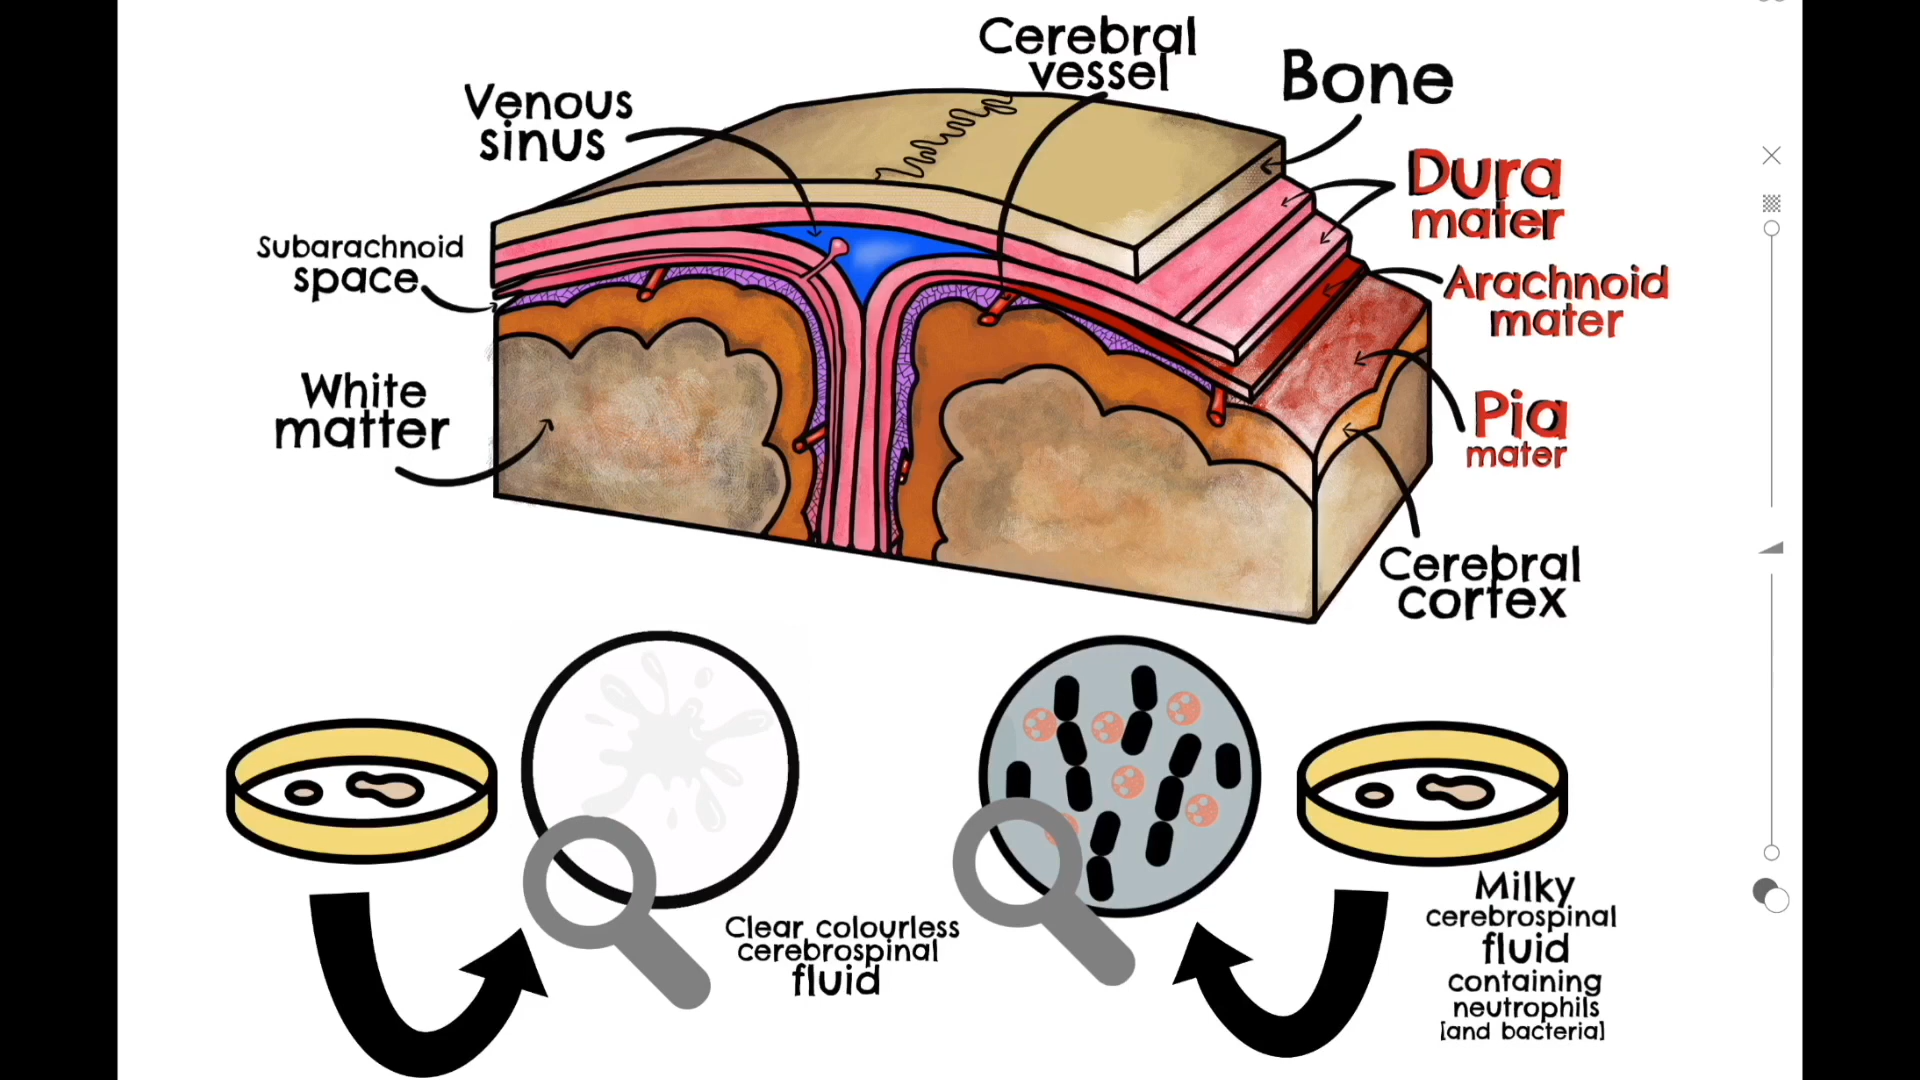 Cerebral
vessel
Bone
Venous
sinus
Dura
mater
Subarachnoid
space
Arachnoid
mater
White
matter
Pia
mater
Cerebral
cortex
Clear colourless
cerebrospinal
fluid
Milky
cerebrospinal
fluid
containing
neutrophils
[and bacteria]